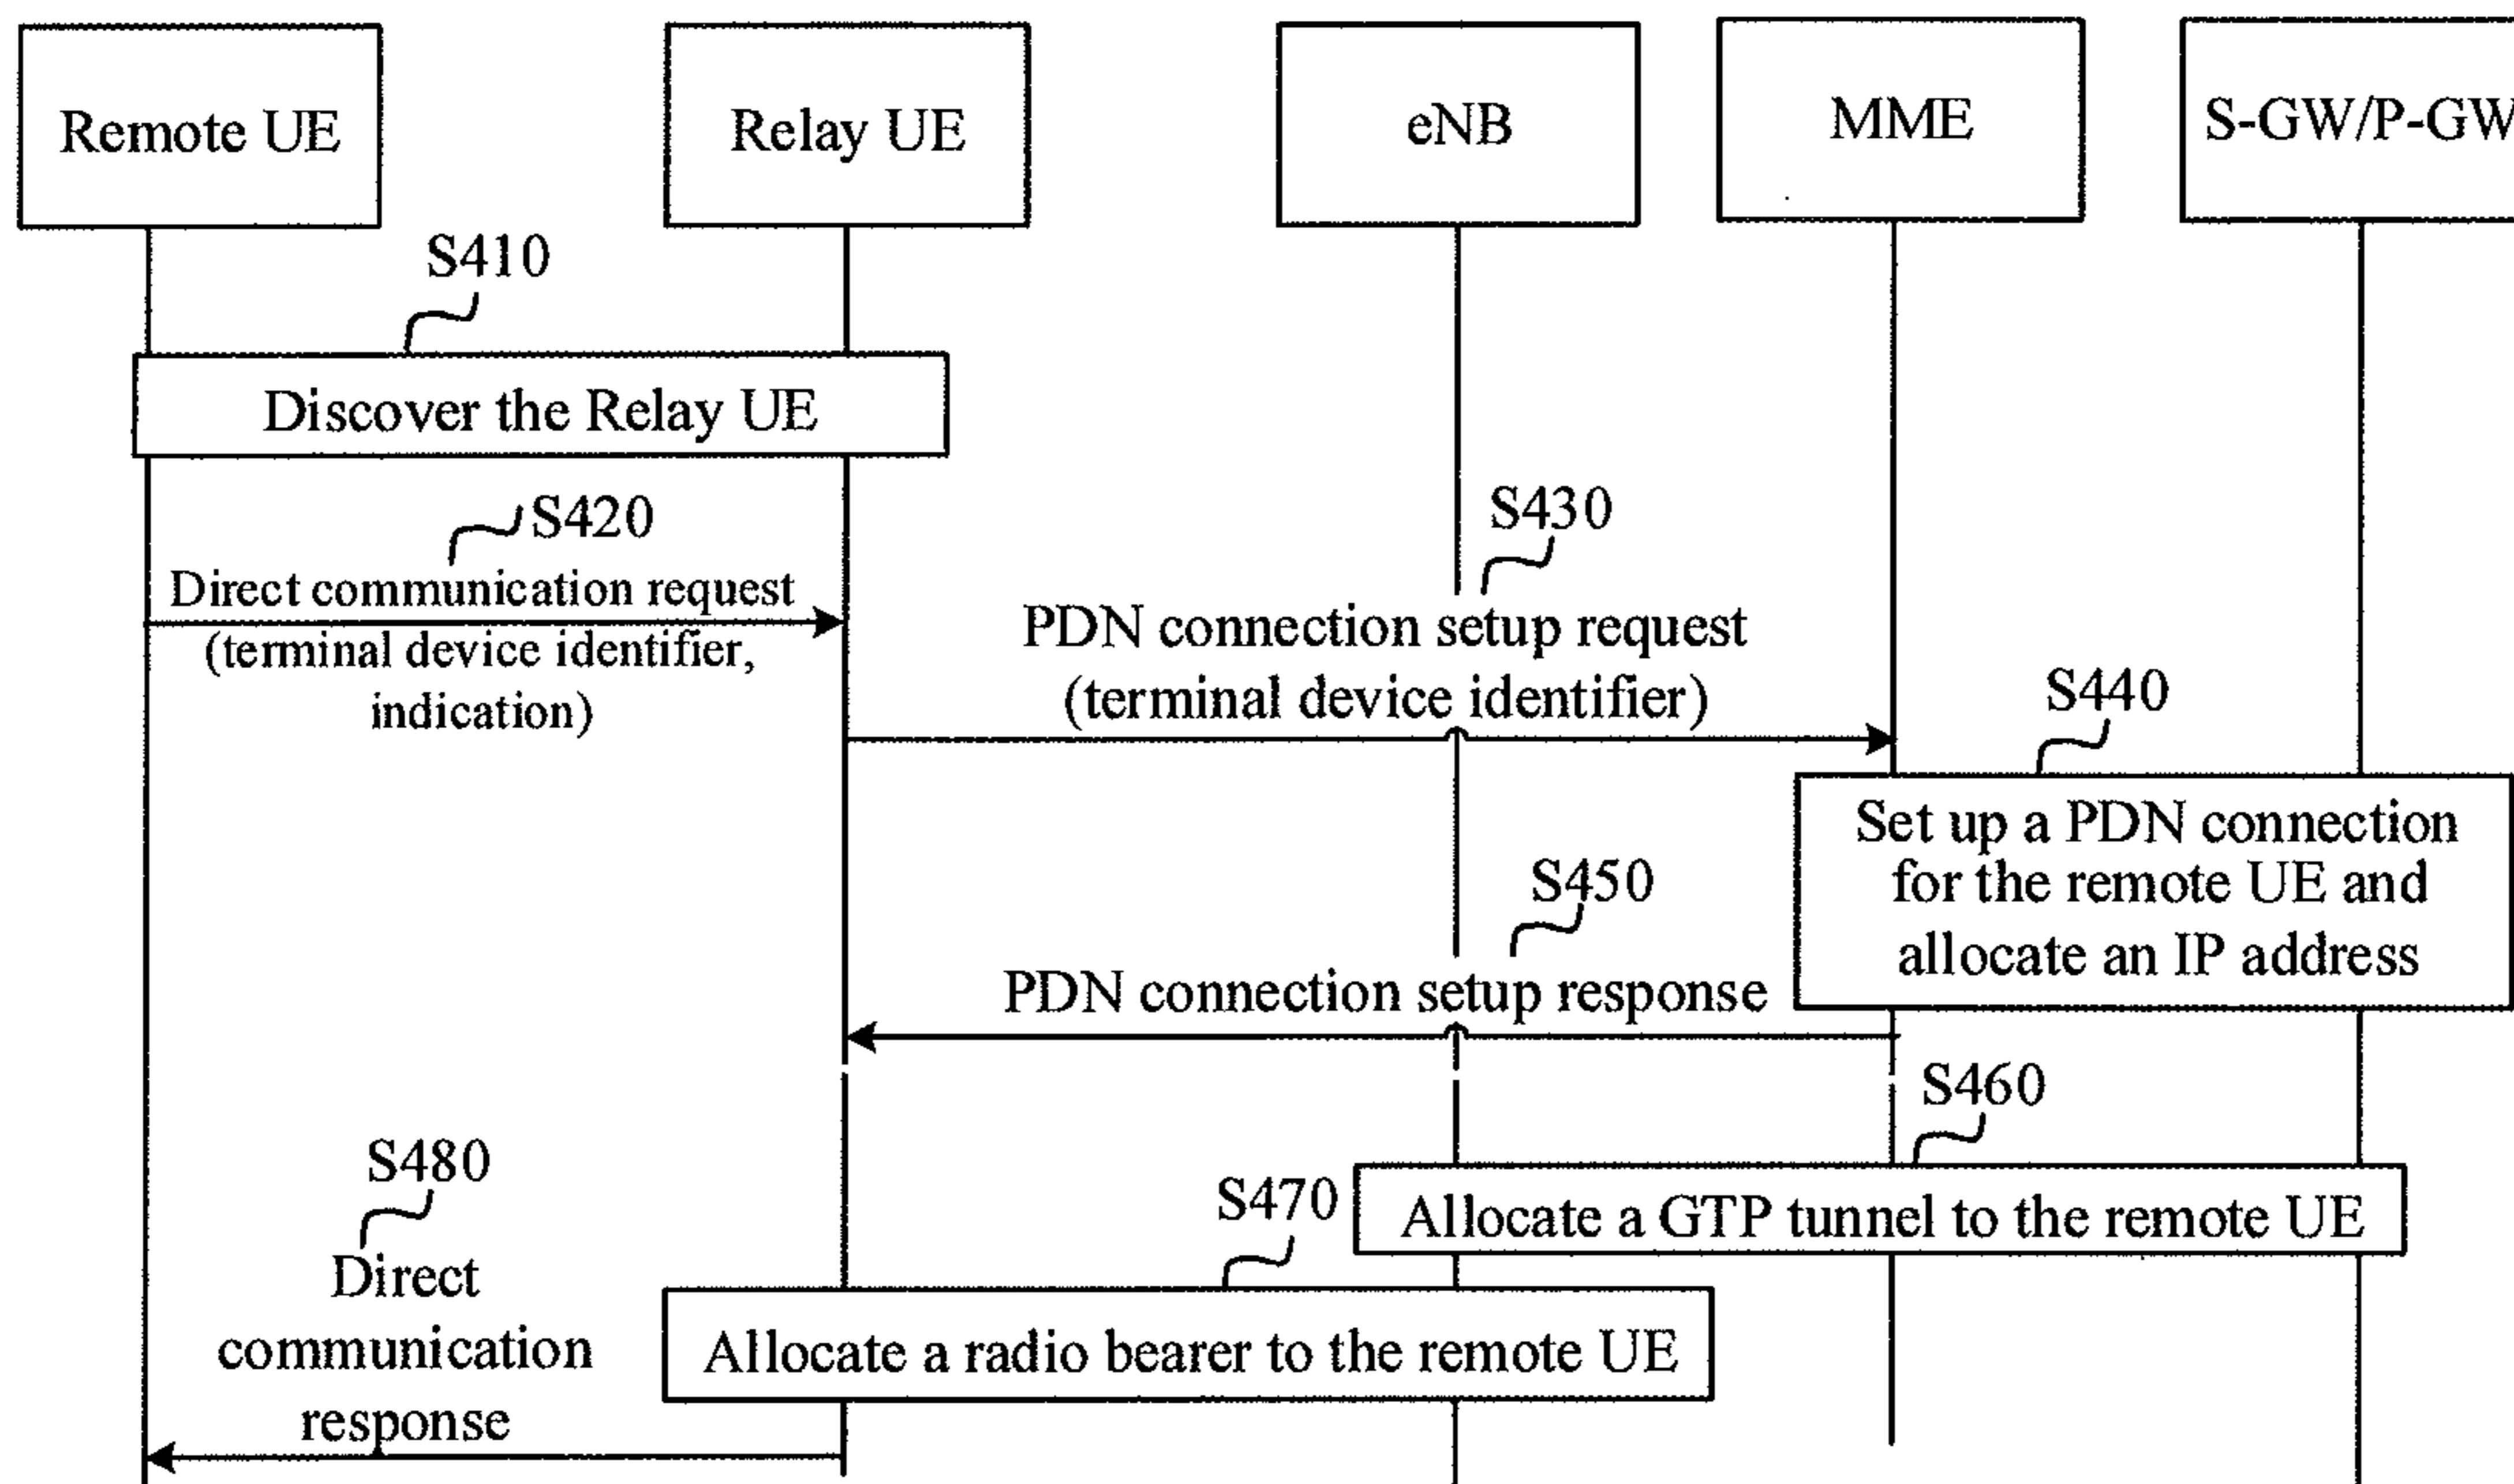 Remote UE
Relay UE
eNB
MME
S-GW/P-GW
S410
Discover the Relay UE
S420
Direct communication request
(terminal device identifier,
indication)
S430
PDN connection setup request
(terminal device identifier)
S440
Set up a PDN connection
for the remote UE and
allocate an IP address
S450
PDN connection setup response
S460
Allocate a GTP tunnel to the remote UE
S470
Allocate a radio bearer to the remote UE
S480
Direct
communication
response